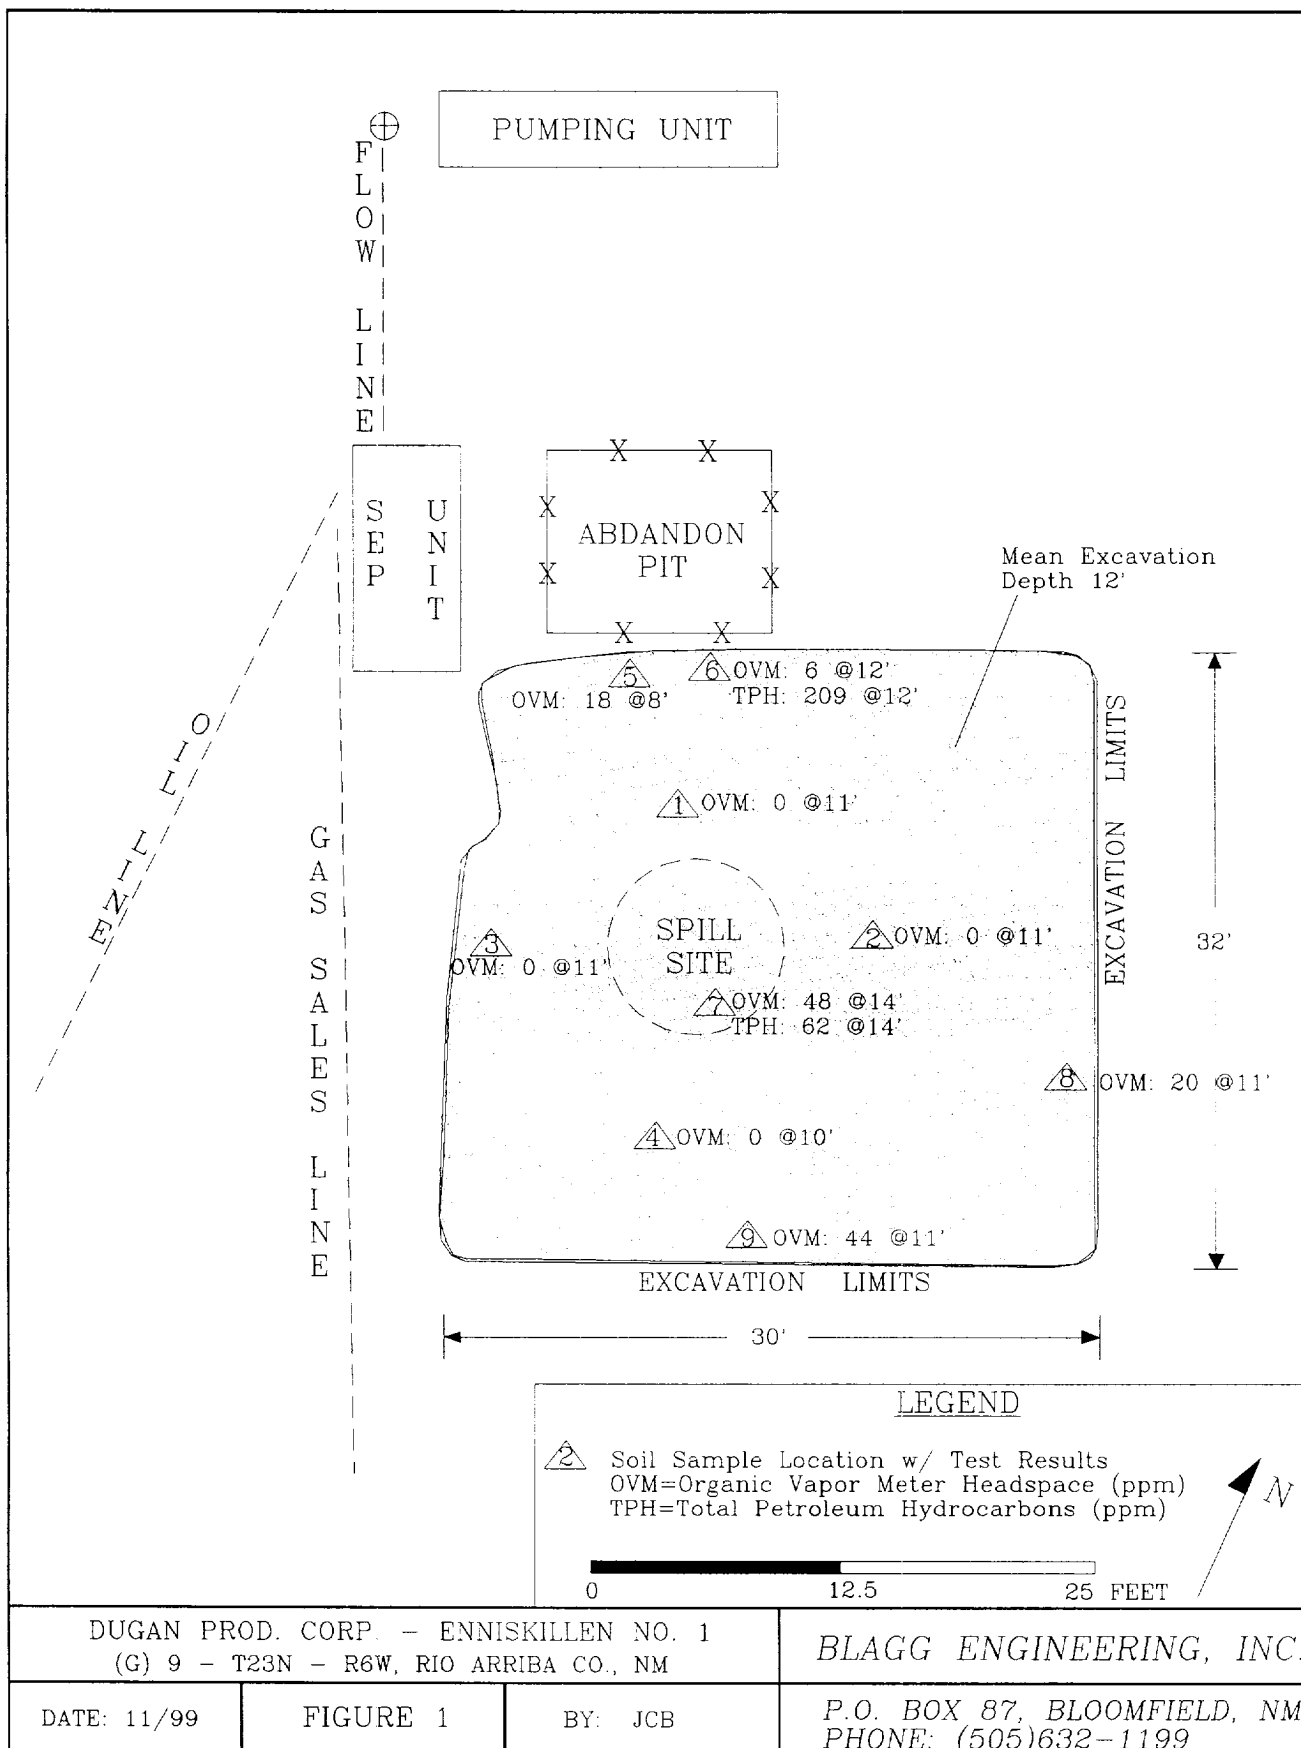 PUMPING UNIT
FLOW LINE
SEP UNIT
ABDANDON
PIT
Mean Excavation
Depth 12'
5
OVM: 18 @8'
6 OVM: 6 @12'
TPH: 209 @12'
OIL LINE
GAS SALES LINE
1 OVM: 0 @11'
EXCAVATION LIMITS
32'
SPILL
SITE
2 OVM: 0 @11'
3
OVM: 0 @11'
7 OVM: 48 @14'
TPH: 62 @14'
8 OVM: 20 @11'
4 OVM: 0 @10'
9 OVM: 44 @11'
EXCAVATION LIMITS
30'
LEGEND
2 Soil Sample Location w/ Test Results
OVM=Organic Vapor Meter Headspace (ppm)
TPH=Total Petroleum Hydrocarbons (ppm)
N
0 12.5 25 FEET
DUGAN PROD. CORP. - ENNISKILLEN NO. 1
(G) 9 - T23N - R6W, RIO ARRIBA CO., NM
BLAGG ENGINEERING, INC.
DATE: 11/99
FIGURE 1
BY: JCB
P.O. BOX 87, BLOOMFIELD, NM
PHONE: (505)632-1199